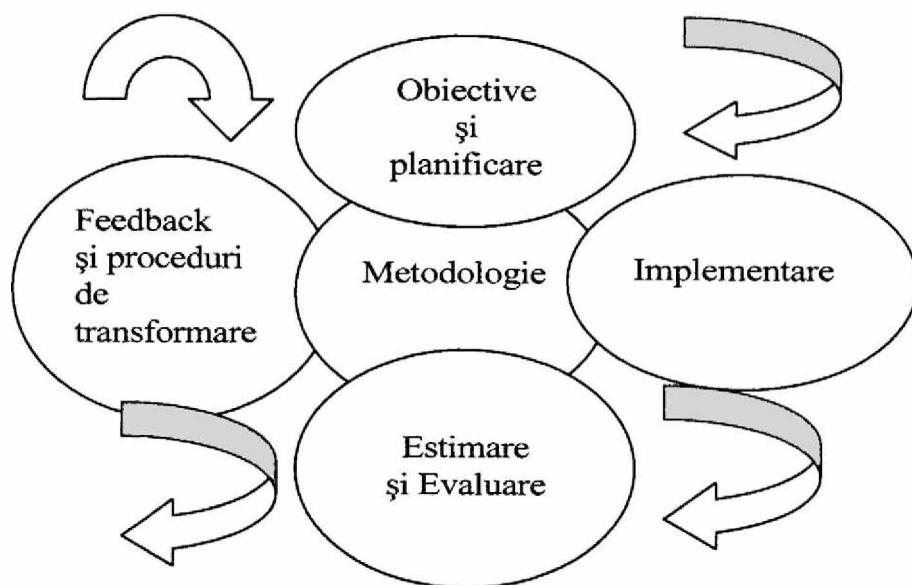 Obiective
şi
planificare
Feedback
şi proceduri
de
transformare
Metodologie
Implementare
Estimare
şi Evaluare